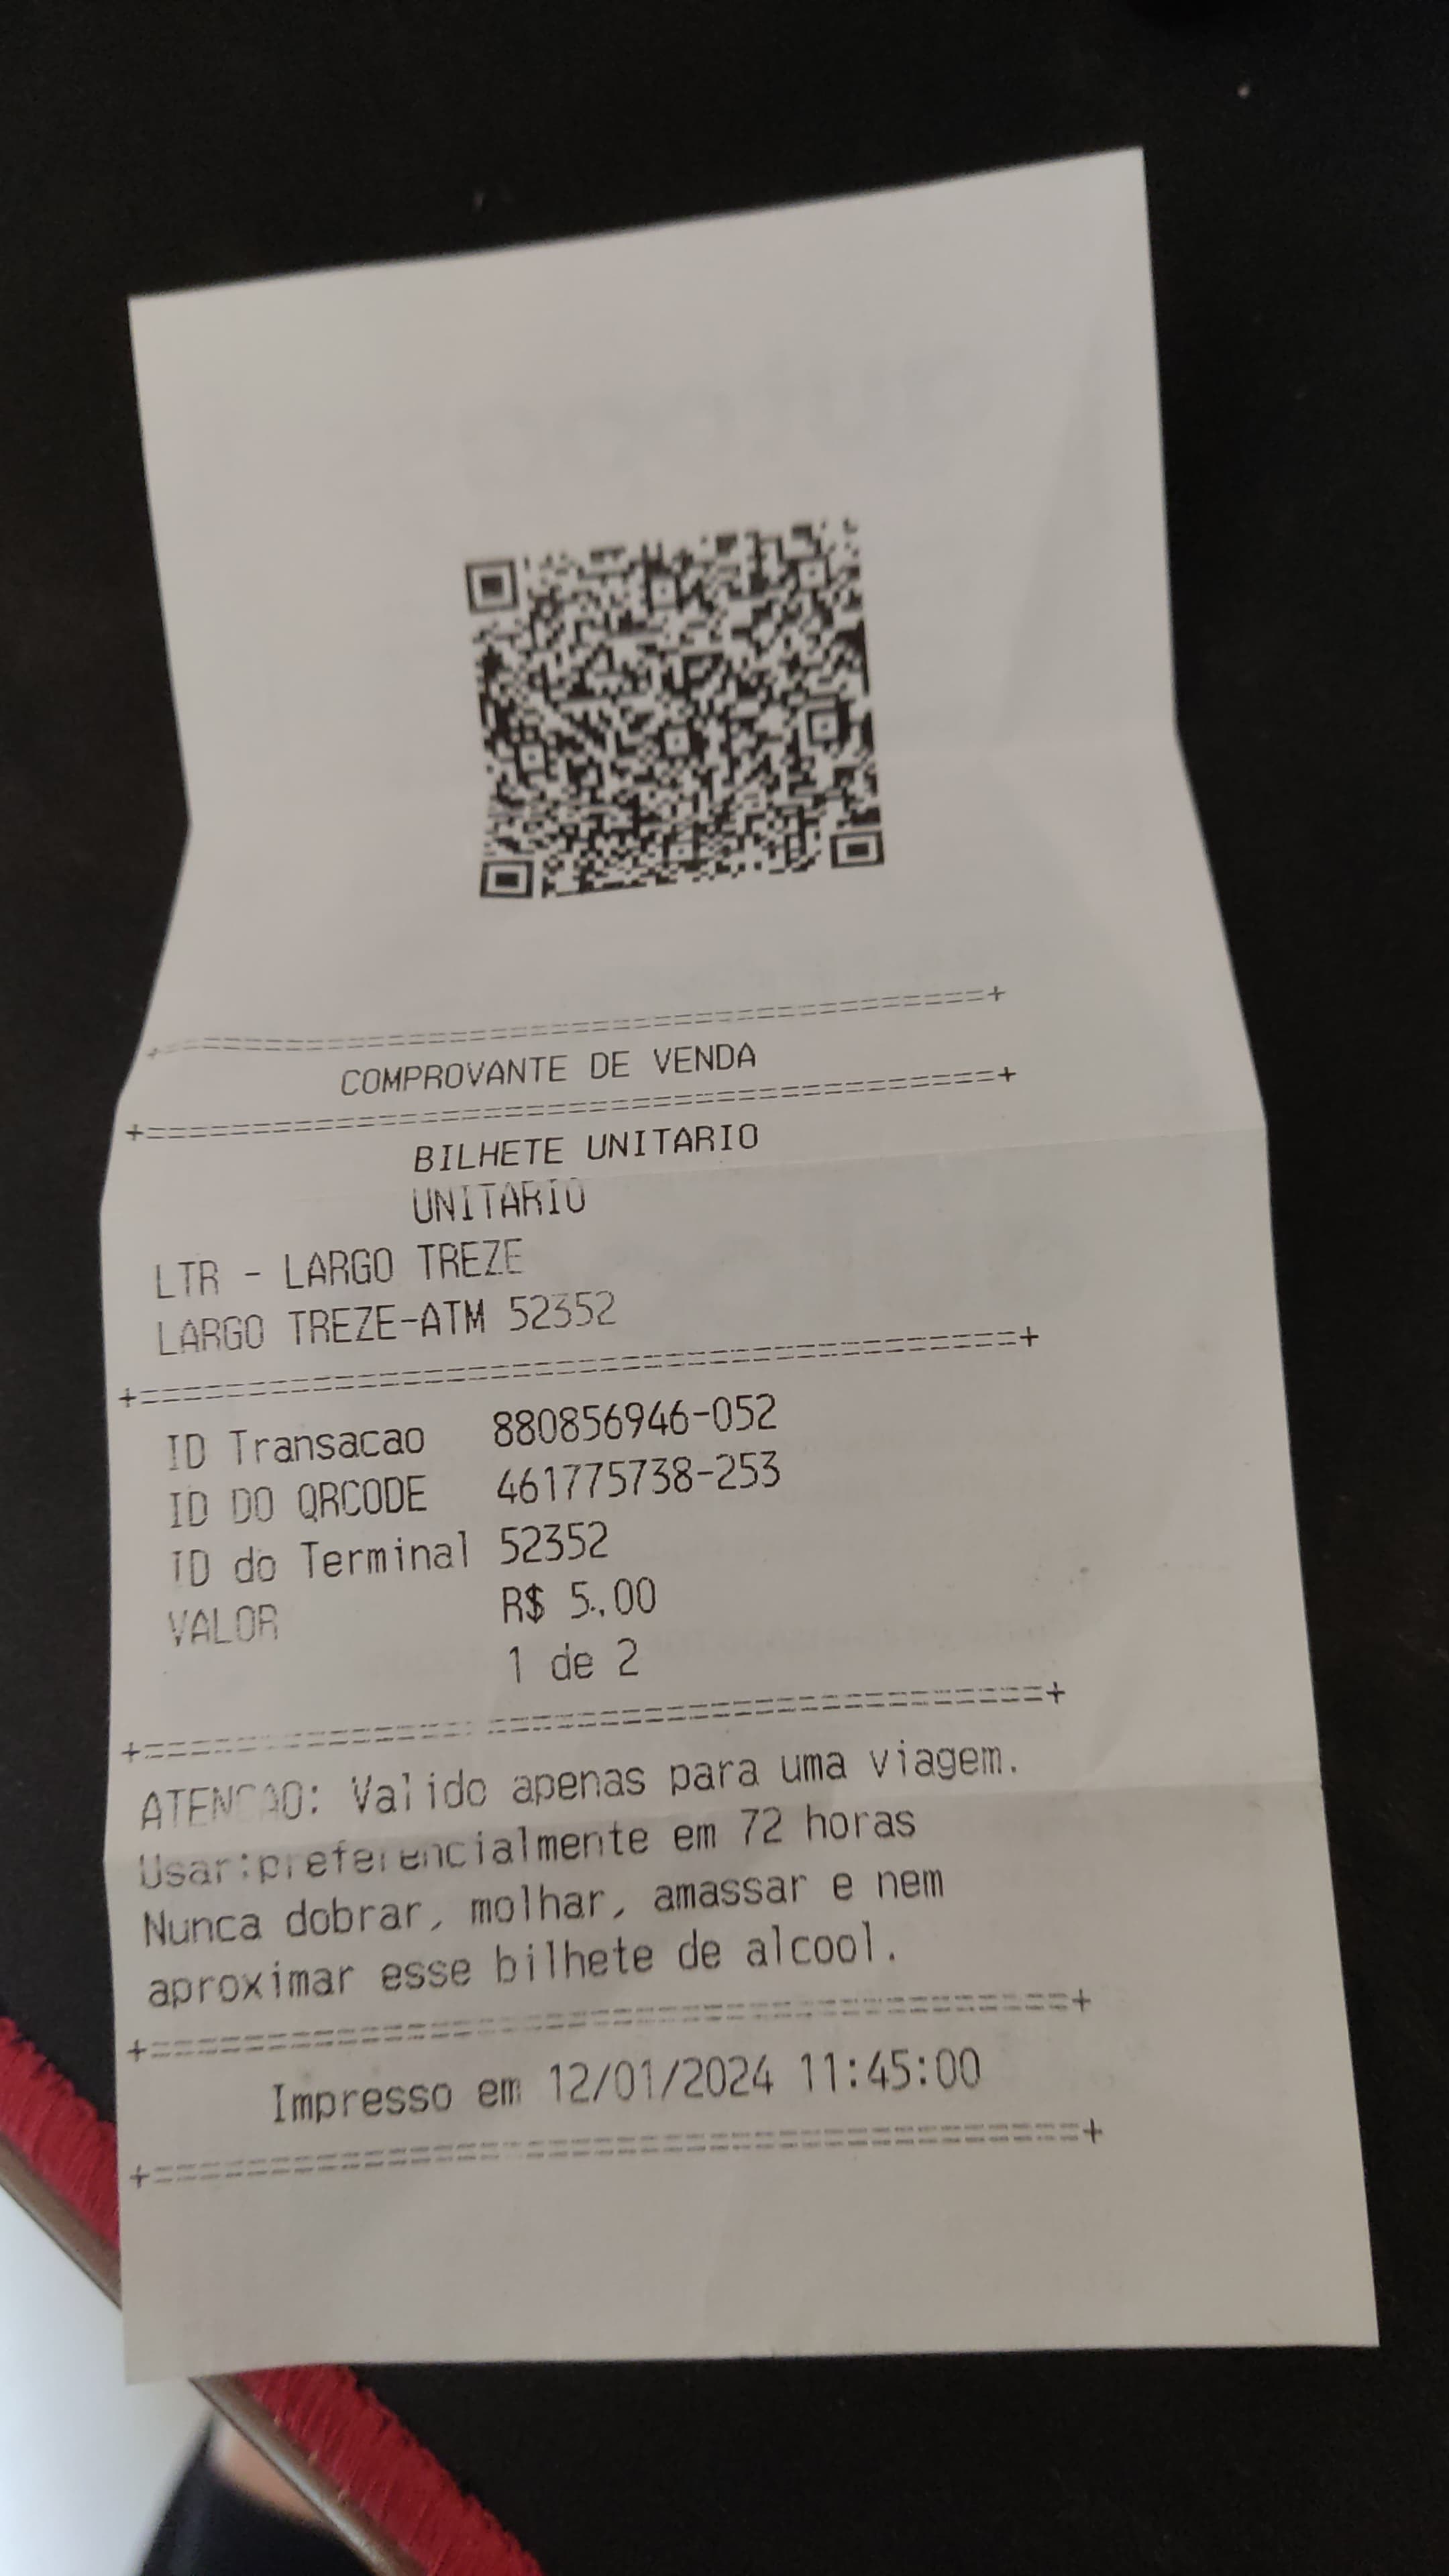 +======================================+
COMPROVANTE DE VENDA
+======================================+
BILHETE UNITARIO
UNITARIO
LTR - LARGO TREZE
LARGO TREZE-ATM 52352
+======================================+
ID Transacao 880856946-052
ID DO QRCODE 461775738-253
ID do Terminal 52352
VALOR R$ 5.,00
1 de 2
+======================================+
ATENCAO: Valido apenas para uma viagem.
Usar:preferencialmente em 72 horas
Nunca dobrar, molhar, amassar e nem
aproximar esse bilhete de alcool.
+======================================+
Impresso em 12/01/2024 11:45:00
+======================================+